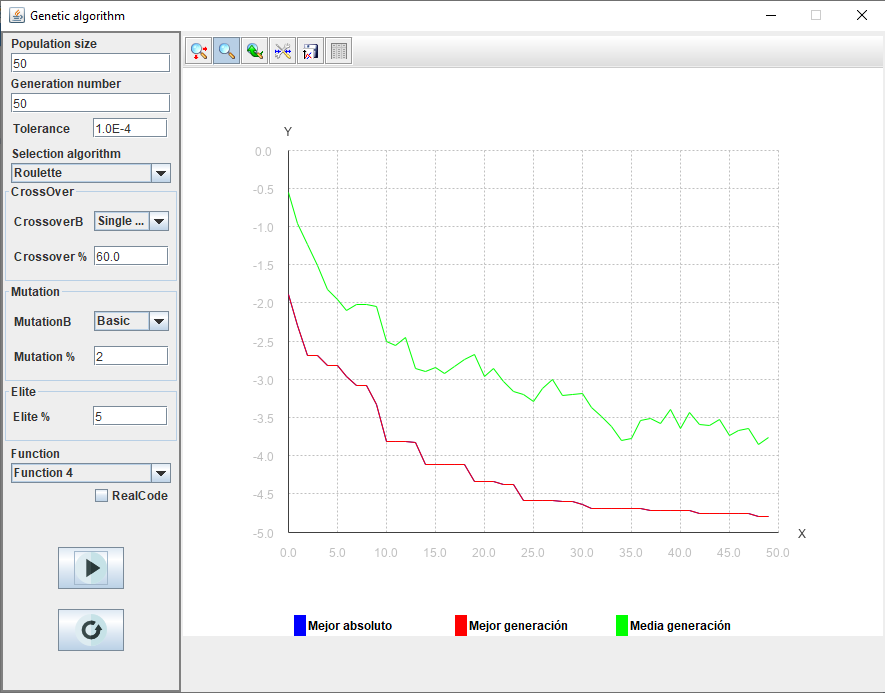 Genetic algorithm
Population size
50
Generation number
50
Tolerance 1.0E-4
Selection algorithm
Roulette
CrossOver
CrossoverB Single ...
Crossover % 60.0
Mutation
MutationB Basic
Mutation % 2
Elite
Elite % 5
Function
Function 4
RealCode
Y
0.0
-0.5
-1.0
-1.5
-2.0
-2.5
-3.0
-3.5
-4.0
-4.5
-5.0
X
0.0 5.0 10.0 15.0 20.0 25.0 30.0 35.0 40.0 45.0 50.0
Mejor absoluto Mejor generación Media generación